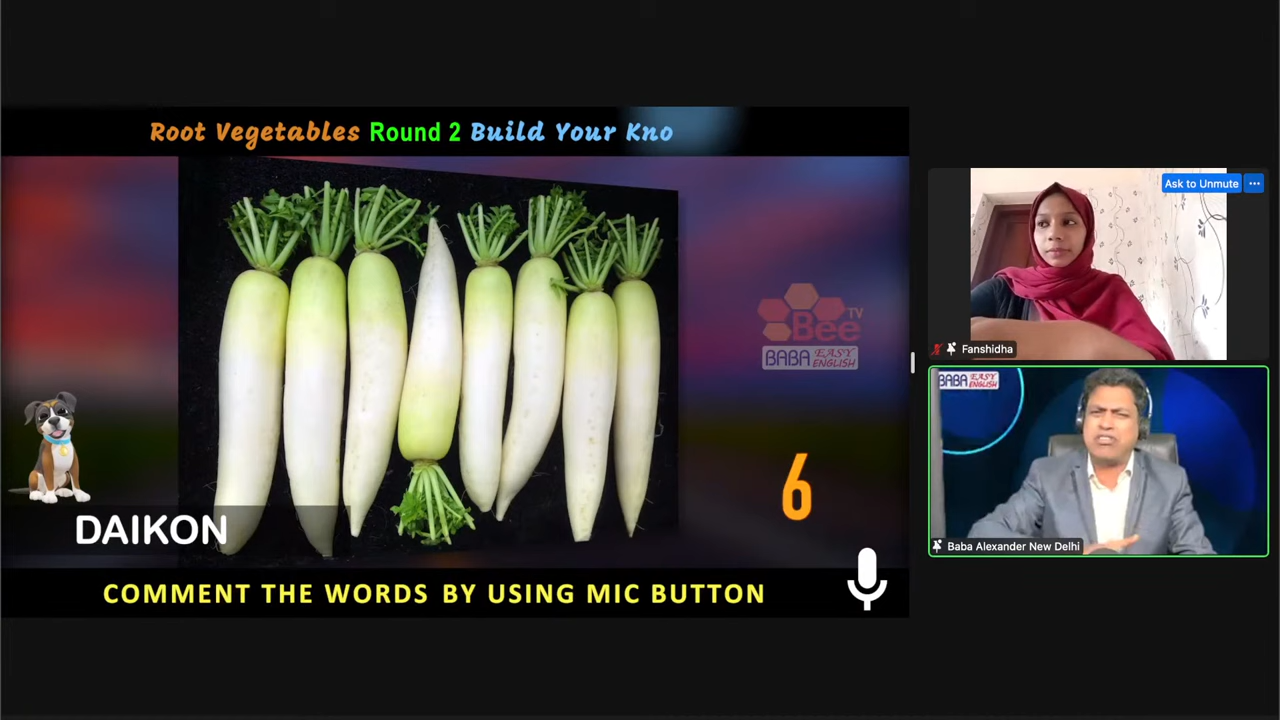 Root Vegetables Round 2 Build Your Kno
Bee TV
BABA EASY ENGLISH
6
DAIKON
COMMENT THE WORDS BY USING MIC BUTTON
Ask to Unmute
Fanshidha
BABA EASY ENGLISH
Baba Alexander New Delhi